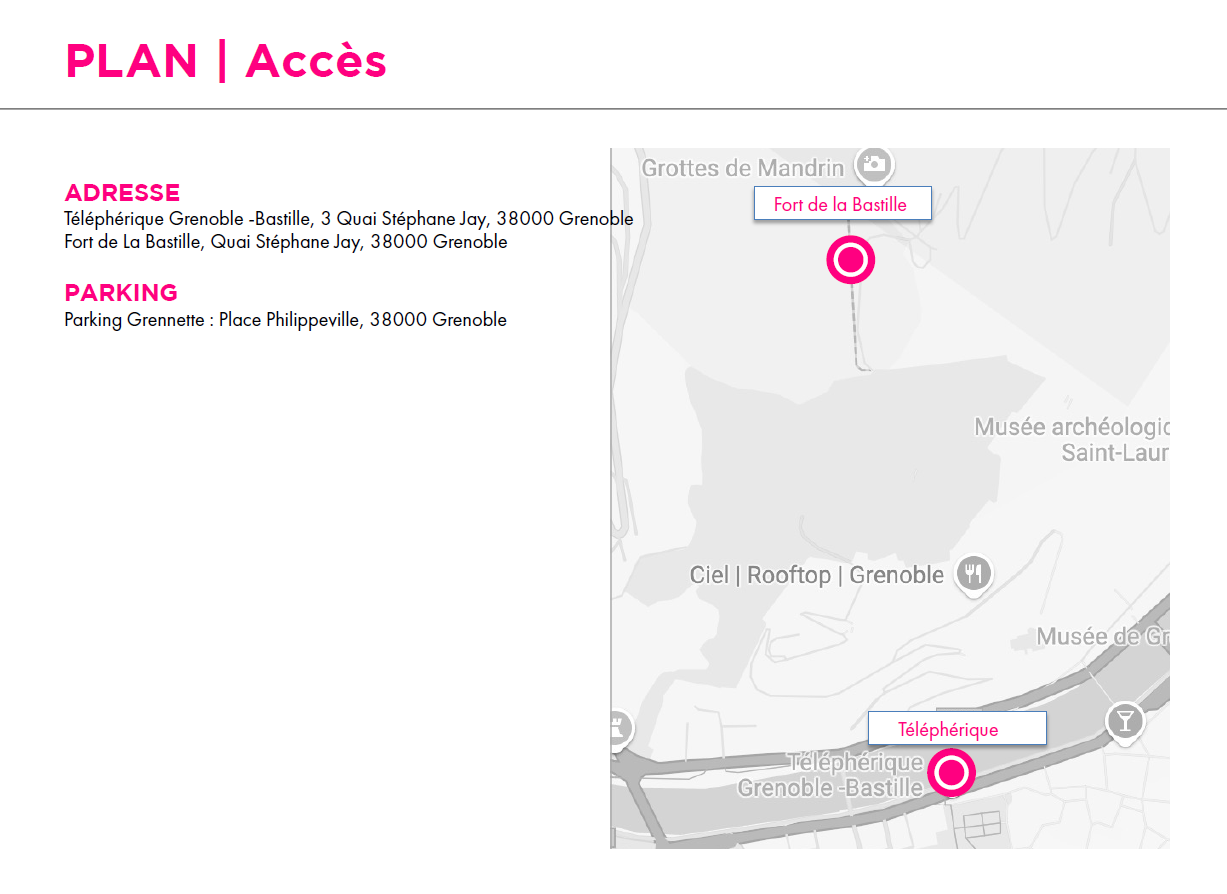 PLAN | Accès
ADRESSE
Téléphérique Grenoble -Bastille, 3 Quai Stéphane Jay, 38000 Grenoble
Fort de La Bastille, Quai Stéphane Jay, 38000 Grenoble
PARKING
Parking Grennette : Place Philippeville, 38000 Grenoble
Grottes de Mandrin
Fort de la Bastille
Musée archéologic
Saint-Laur
Ciel | Rooftop | Grenoble
Musée de Gr
Téléphérique
Téléphérique
Grenoble -Bastille